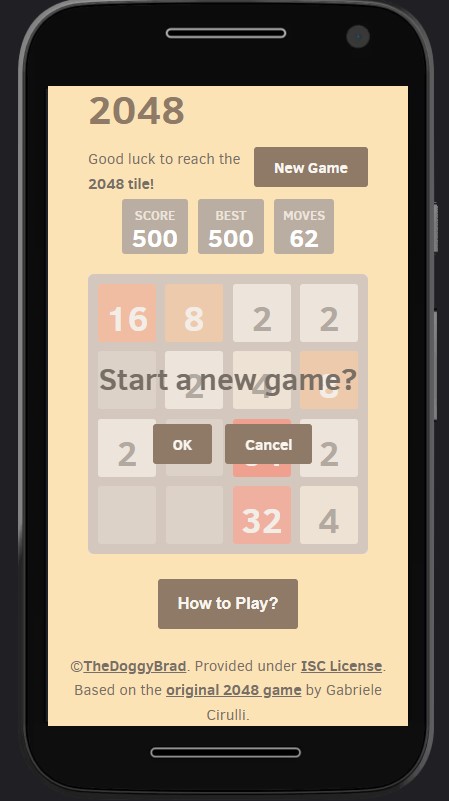 2048
Good luck to reach the
2048 tile!
New Game
SCORE
500
BEST
500
MOVES
62
16 8 2 2
2 4 8
Start a new game?
2 2
OK
Cancel
32 4
How to Play?
©TheDoggyBrad. Provided under ISC License.
Based on the original 2048 game by Gabriele
Cirulli.